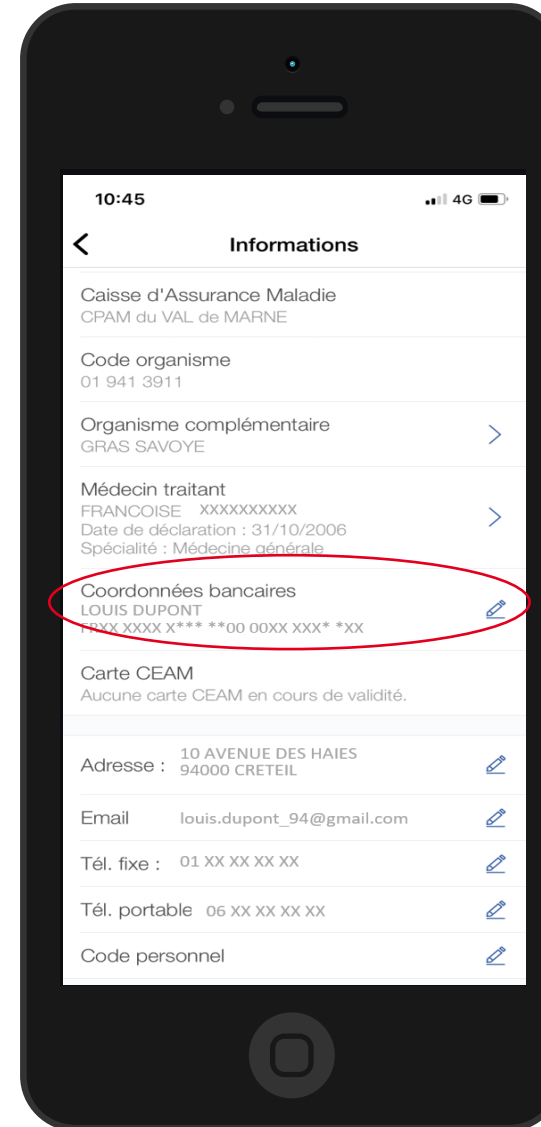 10:45
4G
Informations
Caisse d'Assurance Maladie
CPAM du VAL de MARNE
Code organisme
01 941 3911
Organisme complémentaire
GRAS SAVOYE
Médecin traitant
FRANCOISE XXXXXXXXXX
Date de déclaration : 31/10/2006
Spécialité : Médecine générale
Coordonnées bancaires
LOUIS DUPONT
FRXX XXXX X*** **00 00XX XXX* *XX
Carte CEAM
Aucune carte CEAM en cours de validité.
Adresse : 10 AVENUE DES HAIES
94000 CRETEIL
Email louis.dupont_94@gmail.com
Tél. fixe : 01 XX XX XX XX
Tél. portable 06 XX XX XX XX
Code personnel